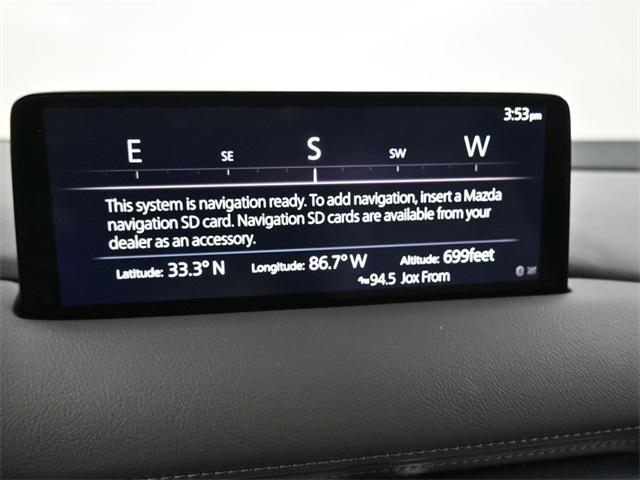 3:53pm
E SE S SW W
This system is navigation ready. To add navigation, insert a Mazda
navigation SD card. Navigation SD cards are available from your
dealer as an accessory.
Latitude: 33.3°N Longitude: 86.7°W Altitude: 699feet
FM 94.5 Jox From